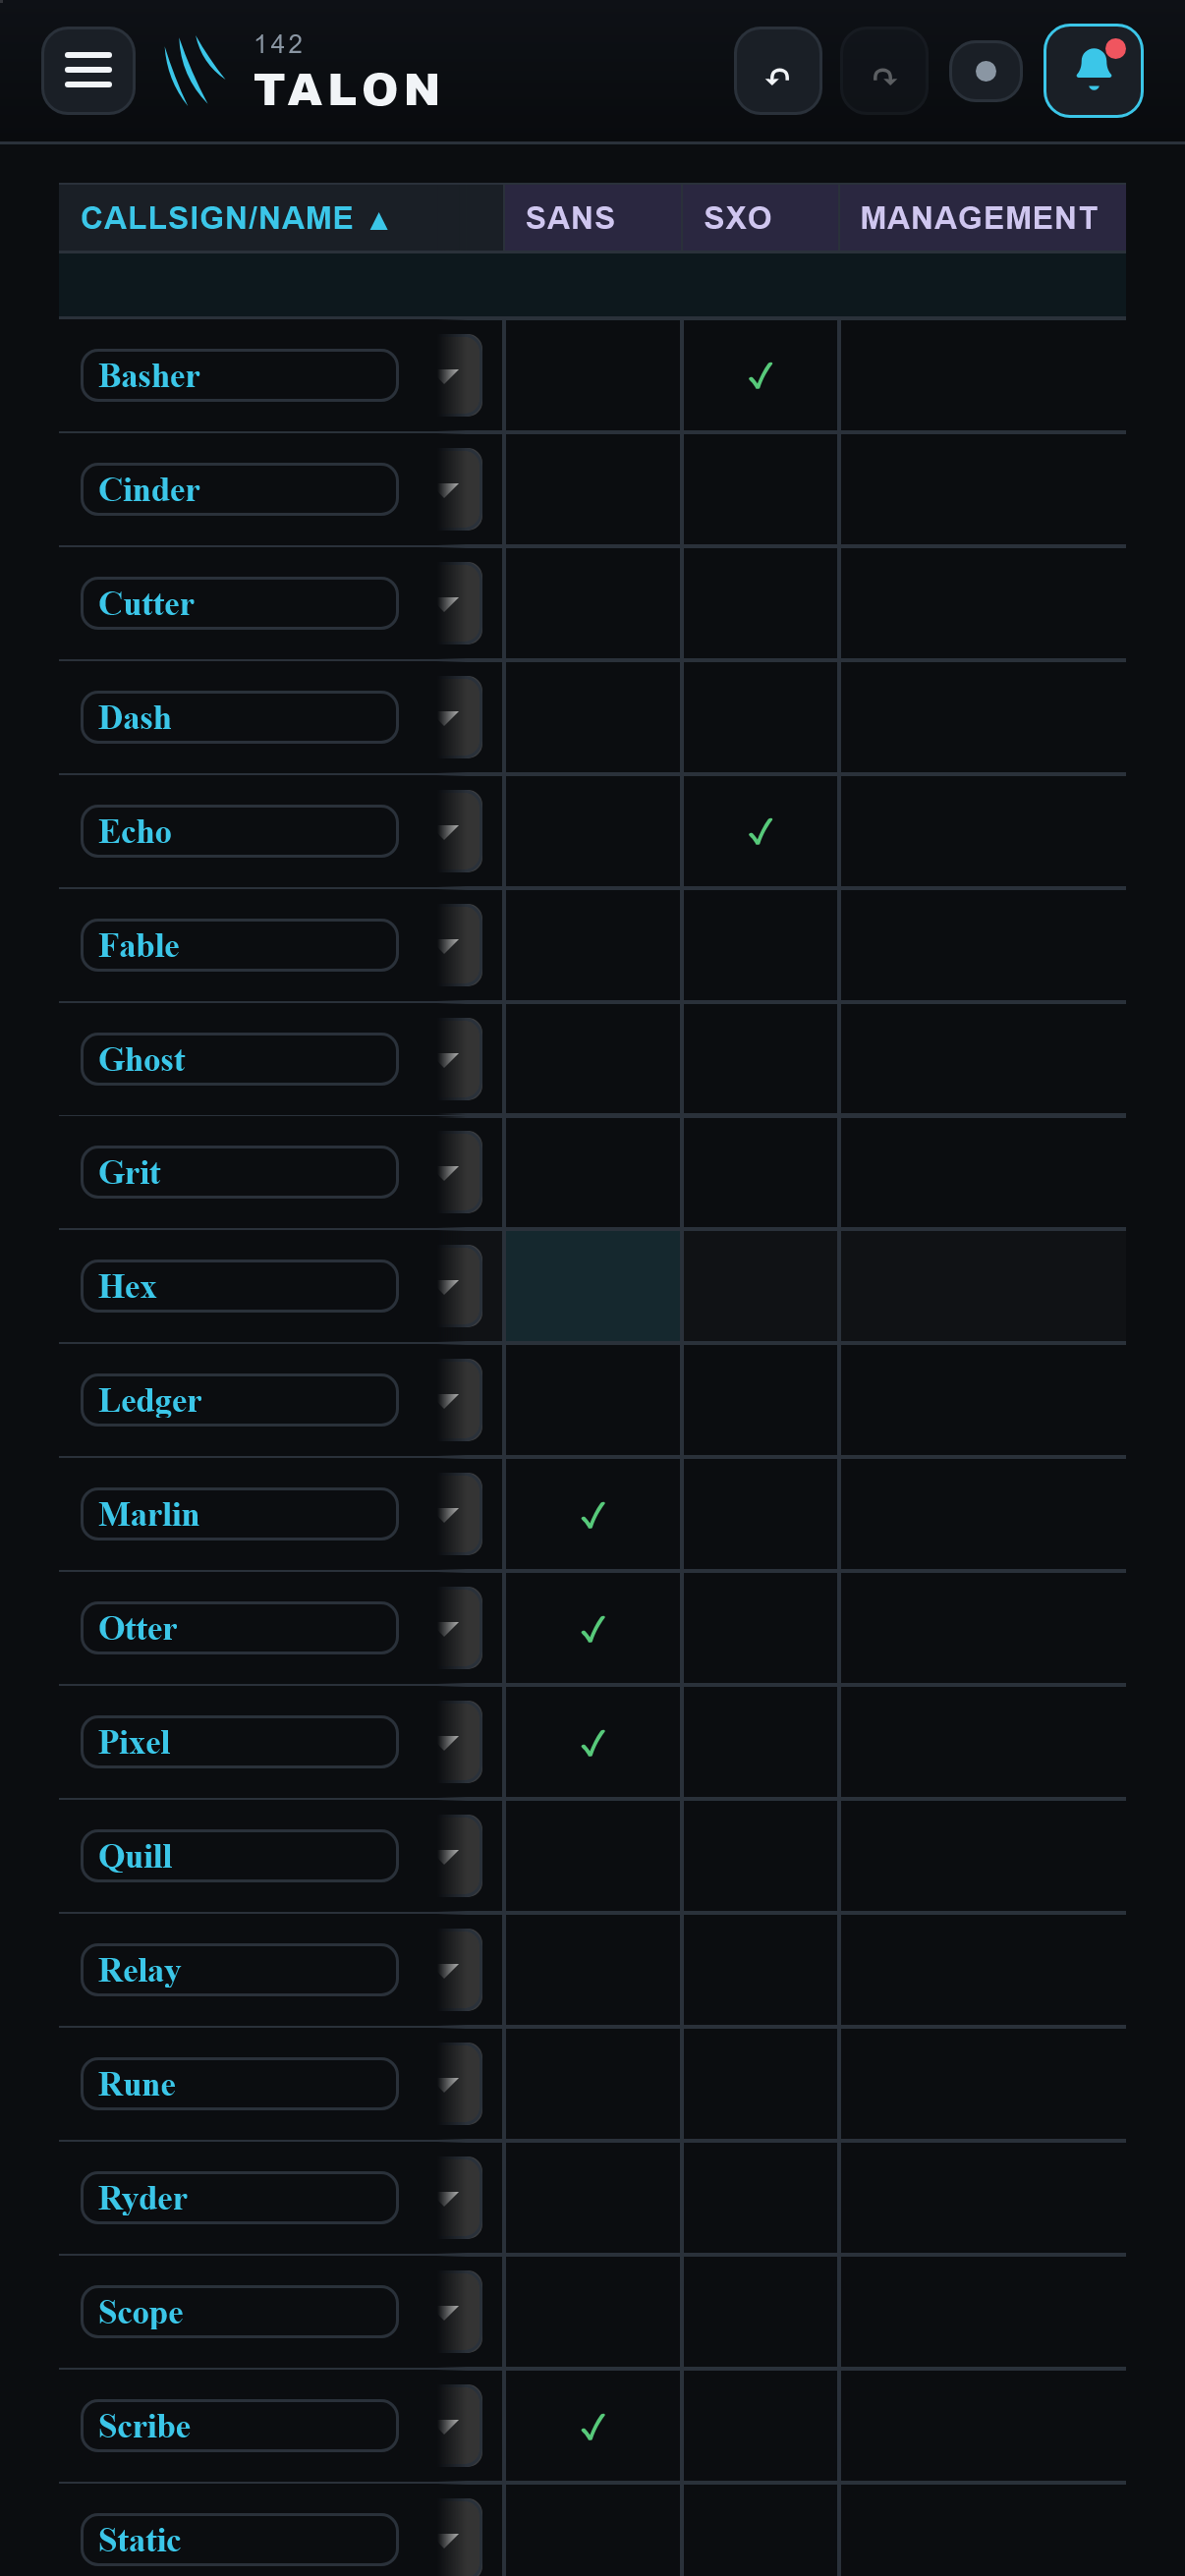 142
TALON
CALLSIGN/NAME ▲ SANS SXO MANAGEMENT
Basher ✓
Cinder
Cutter
Dash
Echo ✓
Fable
Ghost
Grit
Hex
Ledger
Marlin ✓
Otter ✓
Pixel ✓
Quill
Relay
Rune
Ryder
Scope
Scribe ✓
Static